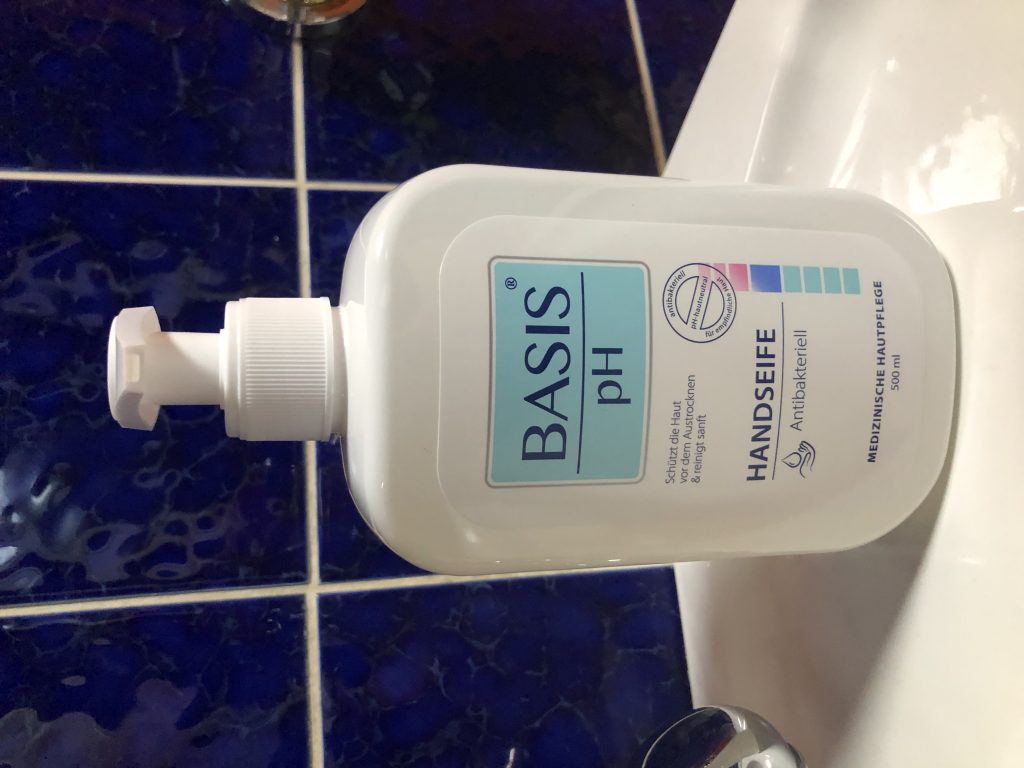 BASIS®
pH
Schützt die Haut
vor dem Austrocknen
& reinigt sanft
antibakteriell
pH-hautneutral
für empfindliche Haut
HANDSEIFE
Antibakteriell
MEDIZINISCHE HAUTPFLEGE
500 ml